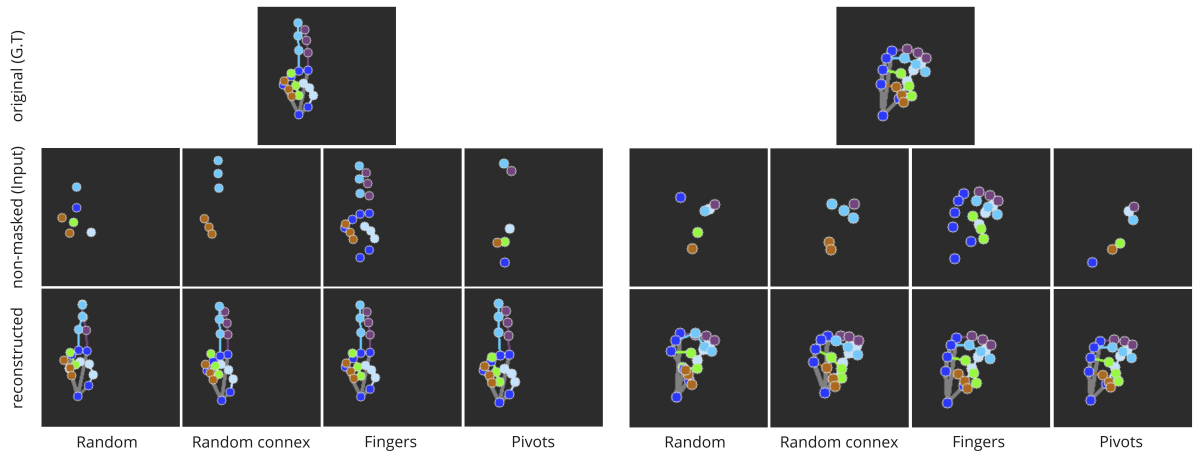 original (G.T)
non-masked (Input)
reconstructed
Random
Random connex
Fingers
Pivots
Random
Random connex
Fingers
Pivots